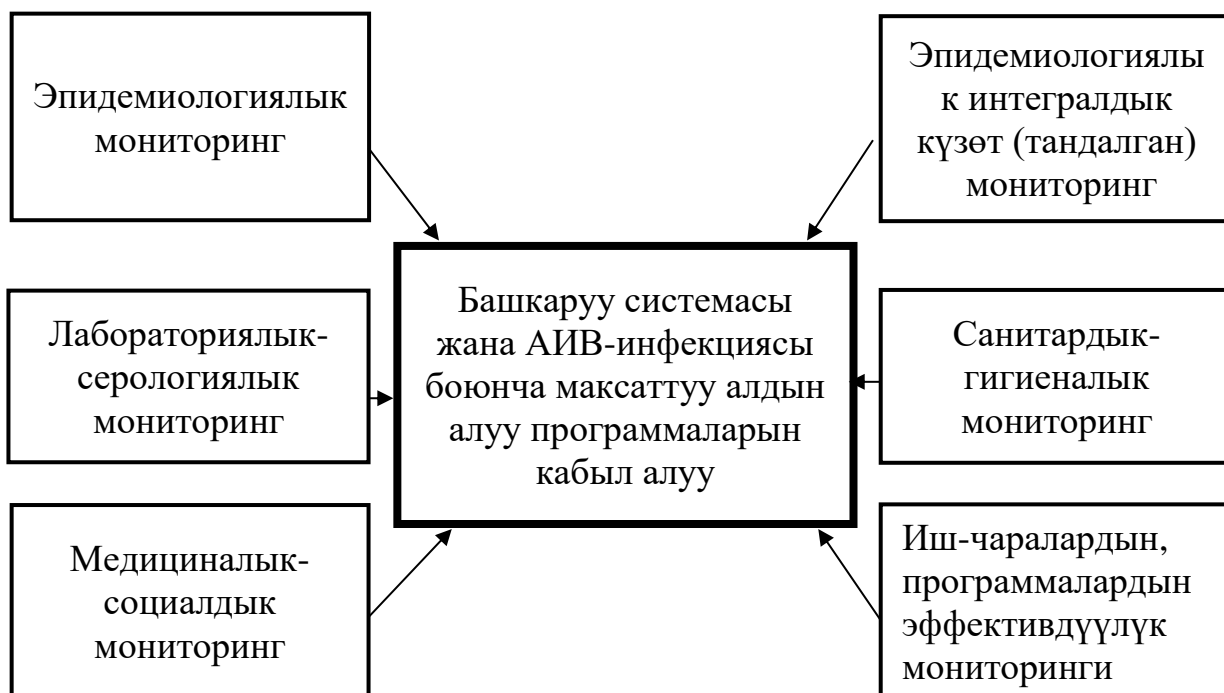 Эпидемиологиялык
мониторинг
Эпидемиологиялы
к интегралдык
күзөт (тандалган)
мониторинг
Башкаруу системасы
жана АИВ-инфекциясы
боюнча максаттуу алдын
алуу программаларын
кабыл алуу
Лабораториялык-
серологиялык
мониторинг
Санитардык-
гигиеналык
мониторинг
Медициналык-
социалдык
мониторинг
Иш-чаралардын,
программалардын
эффективдүүлүк
мониторинги